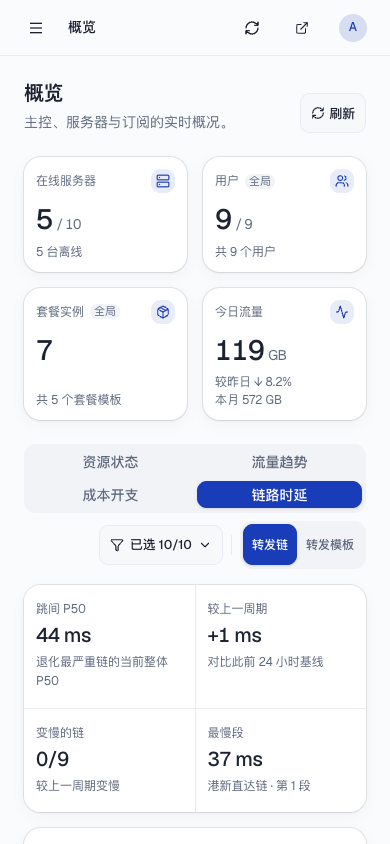 概览
A
概览
主控、服务器与订阅的实时概况。
刷新
在线服务器
5 / 10
5 台离线
用户 全局
9 / 9
共 9 个用户
套餐实例 全局
7
共 5 个套餐模板
今日流量
119 GB
较昨日 ↓ 8.2%
本月 572 GB
资源状态
流量趋势
成本开支
链路时延
已选 10/10
转发链
转发模板
跳间 P50
44 ms
退化最严重链的当前整体
P50
较上一周期
+1 ms
对比此前 24 小时基线
变慢的链
0/9
较上一周期变慢
最慢段
37 ms
港新直达链 · 第 1 段